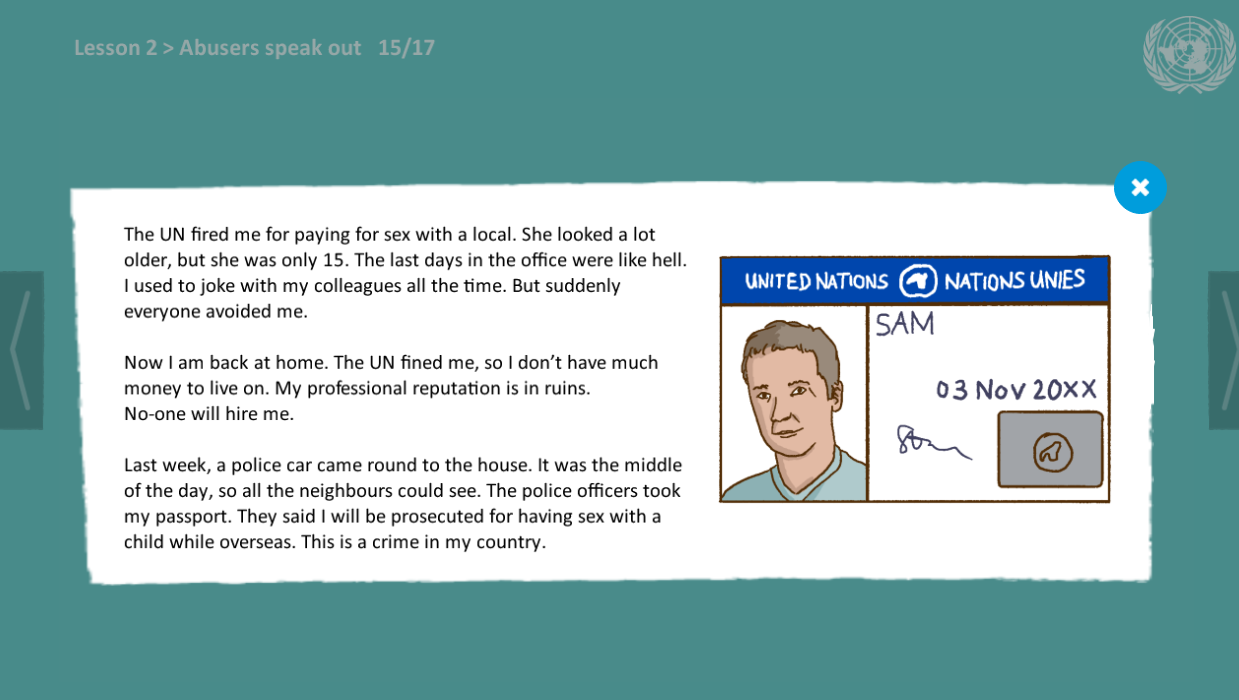 Lesson 2 > Abusers speak out 15/17
The UN fired me for paying for sex with a local. She looked a lot
older, but she was only 15. The last days in the office were like hell.
I used to joke with my colleagues all the time. But suddenly
everyone avoided me.
Now I am back at home. The UN fined me, so I don’t have much
money to live on. My professional reputation is in ruins.
No-one will hire me.
Last week, a police car came round to the house. It was the middle
of the day, so all the neighbours could see. The police officers took
my passport. They said I will be prosecuted for having sex with a
child while overseas. This is a crime in my country.
UNITED NATIONS NATIONS UNIES
SAM
03 Nov 20XX